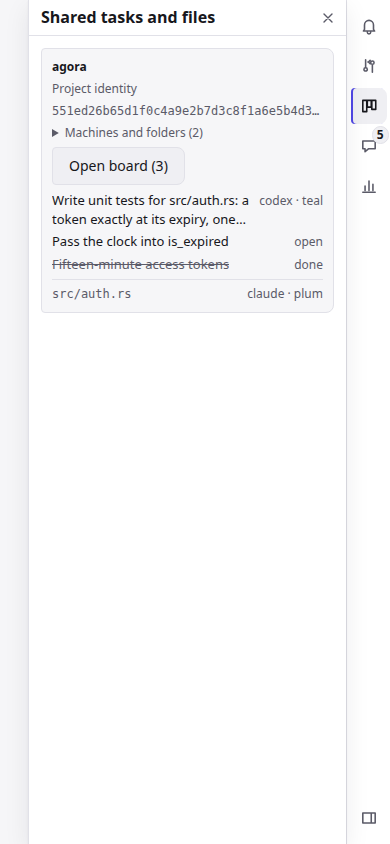 Shared tasks and files
agora
Project identity
551ed26b65d1f0c4a9e2b7d3c8f1a6e5b4d3…
Machines and folders (2)
5
Open board (3)
Write unit tests for src/auth.rs: a codex · teal
token exactly at its expiry, one…
Pass the clock into is_expired open
Fifteen-minute access tokens done
src/auth.rs claude · plum